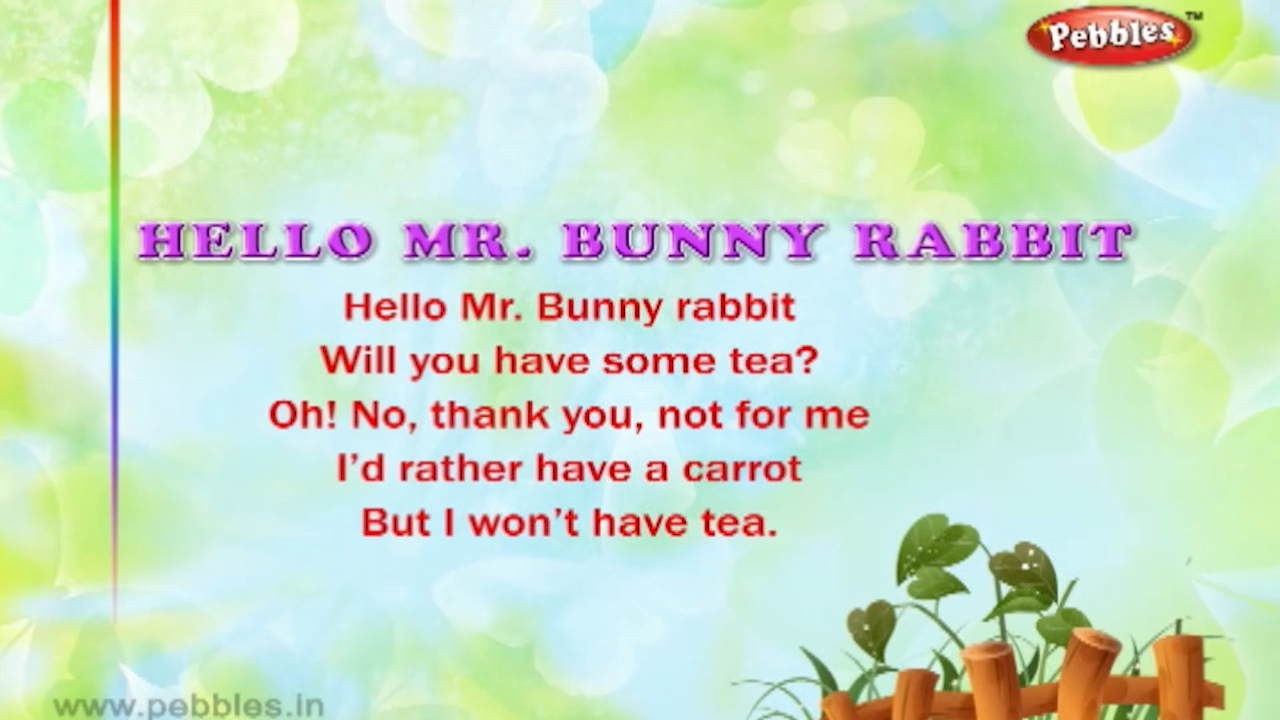 Pebbles™
HELLO MR. BUNNY RABBIT
Hello Mr. Bunny rabbit
Will you have some tea?
Oh! No, thank you, not for me
I’d rather have a carrot
But I won’t have tea.
www.pebbles.in